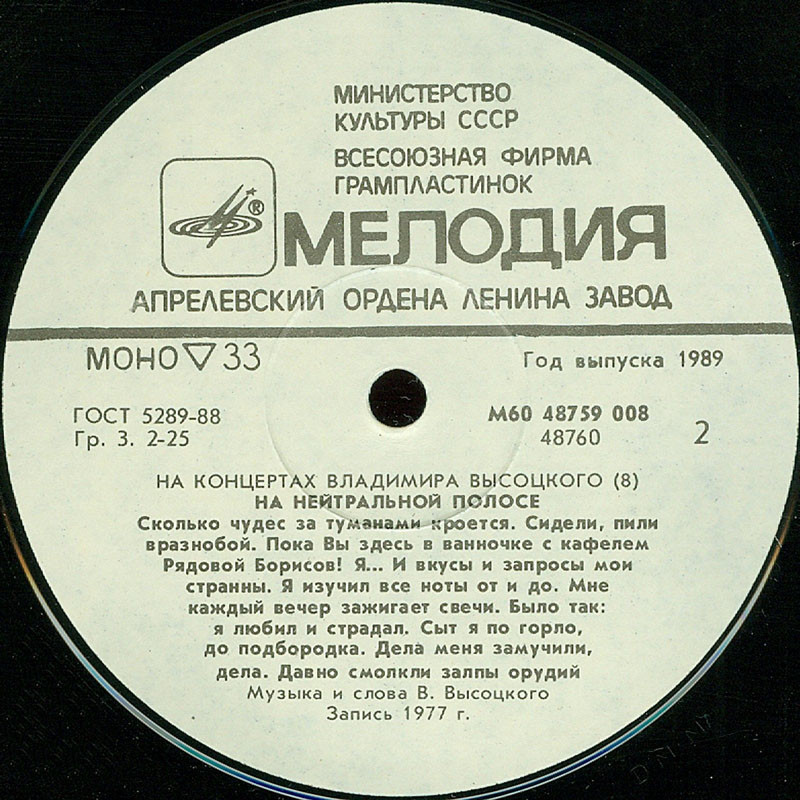 МИНИСТЕРСТВО
КУЛЬТУРЫ СССР
ВСЕСОЮЗНАЯ ФИРМА
ГРАМПЛАСТИНОК
®
МЕЛОДИЯ
АПРЕЛЕВСКИЙ ОРДЕНА ЛЕНИНА ЗАВОД
МОНО ▽ 33
Год выпуска 1989
ГОСТ 5289-88
Гр. 3. 2-25
М60 48759 008
48760
2
НА КОНЦЕРТАХ ВЛАДИМИРА ВЫСОЦКОГО (8)
НА НЕЙТРАЛЬНОЙ ПОЛОСЕ
Сколько чудес за туманами кроется. Сидели, пили
вразнобой. Пока Вы здесь в ванночке с кафелем
Рядовой Борисов! Я... И вкусы и запросы мои
странны. Я изучил все ноты от и до. Мне
каждый вечер зажигает свечи. Было так:
я любил и страдал. Сыт я по горло,
до подбородка. Дела меня замучили,
дела. Давно смолкли залпы орудий
Музыка и слова В. Высоцкого
Запись 1977 г.